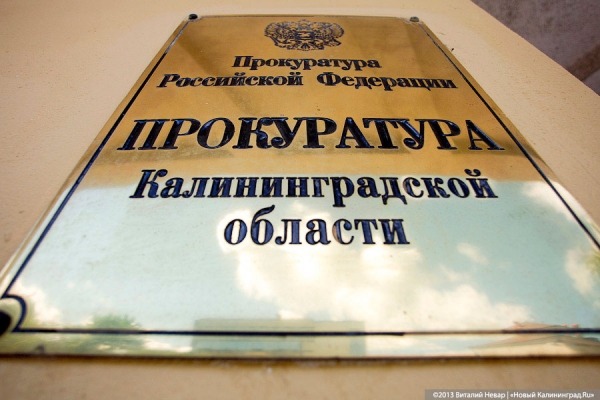 Прокуратура
Российской Федерации
ПРОКУРАТУРА
Калининградской
области
©2013 Виталий Невар | «Новый Калининград.Ru»